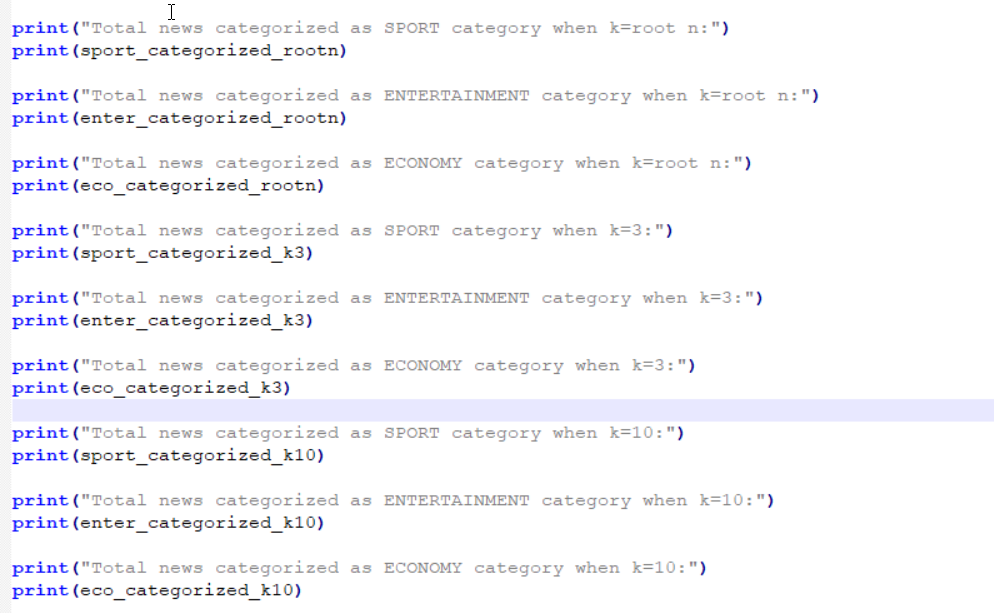 print("Total news categorized as SPORT category when k=root n:")
print(sport_categorized_rootn)
print("Total news categorized as ENTERTAINMENT category when k=root n:")
print(enter_categorized_rootn)
print("Total news categorized as ECONOMY category when k=root n:")
print(eco_categorized_rootn)
print("Total news categorized as SPORT category when k=3:")
print(sport_categorized_k3)
print("Total news categorized as ENTERTAINMENT category when k=3:")
print(enter_categorized_k3)
print("Total news categorized as ECONOMY category when k=3:")
print(eco_categorized_k3)
print("Total news categorized as SPORT category when k=10:")
print(sport_categorized_k10)
print("Total news categorized as ENTERTAINMENT category when k=10:")
print(enter_categorized_k10)
print("Total news categorized as ECONOMY category when k=10:")
print(eco_categorized_k10)